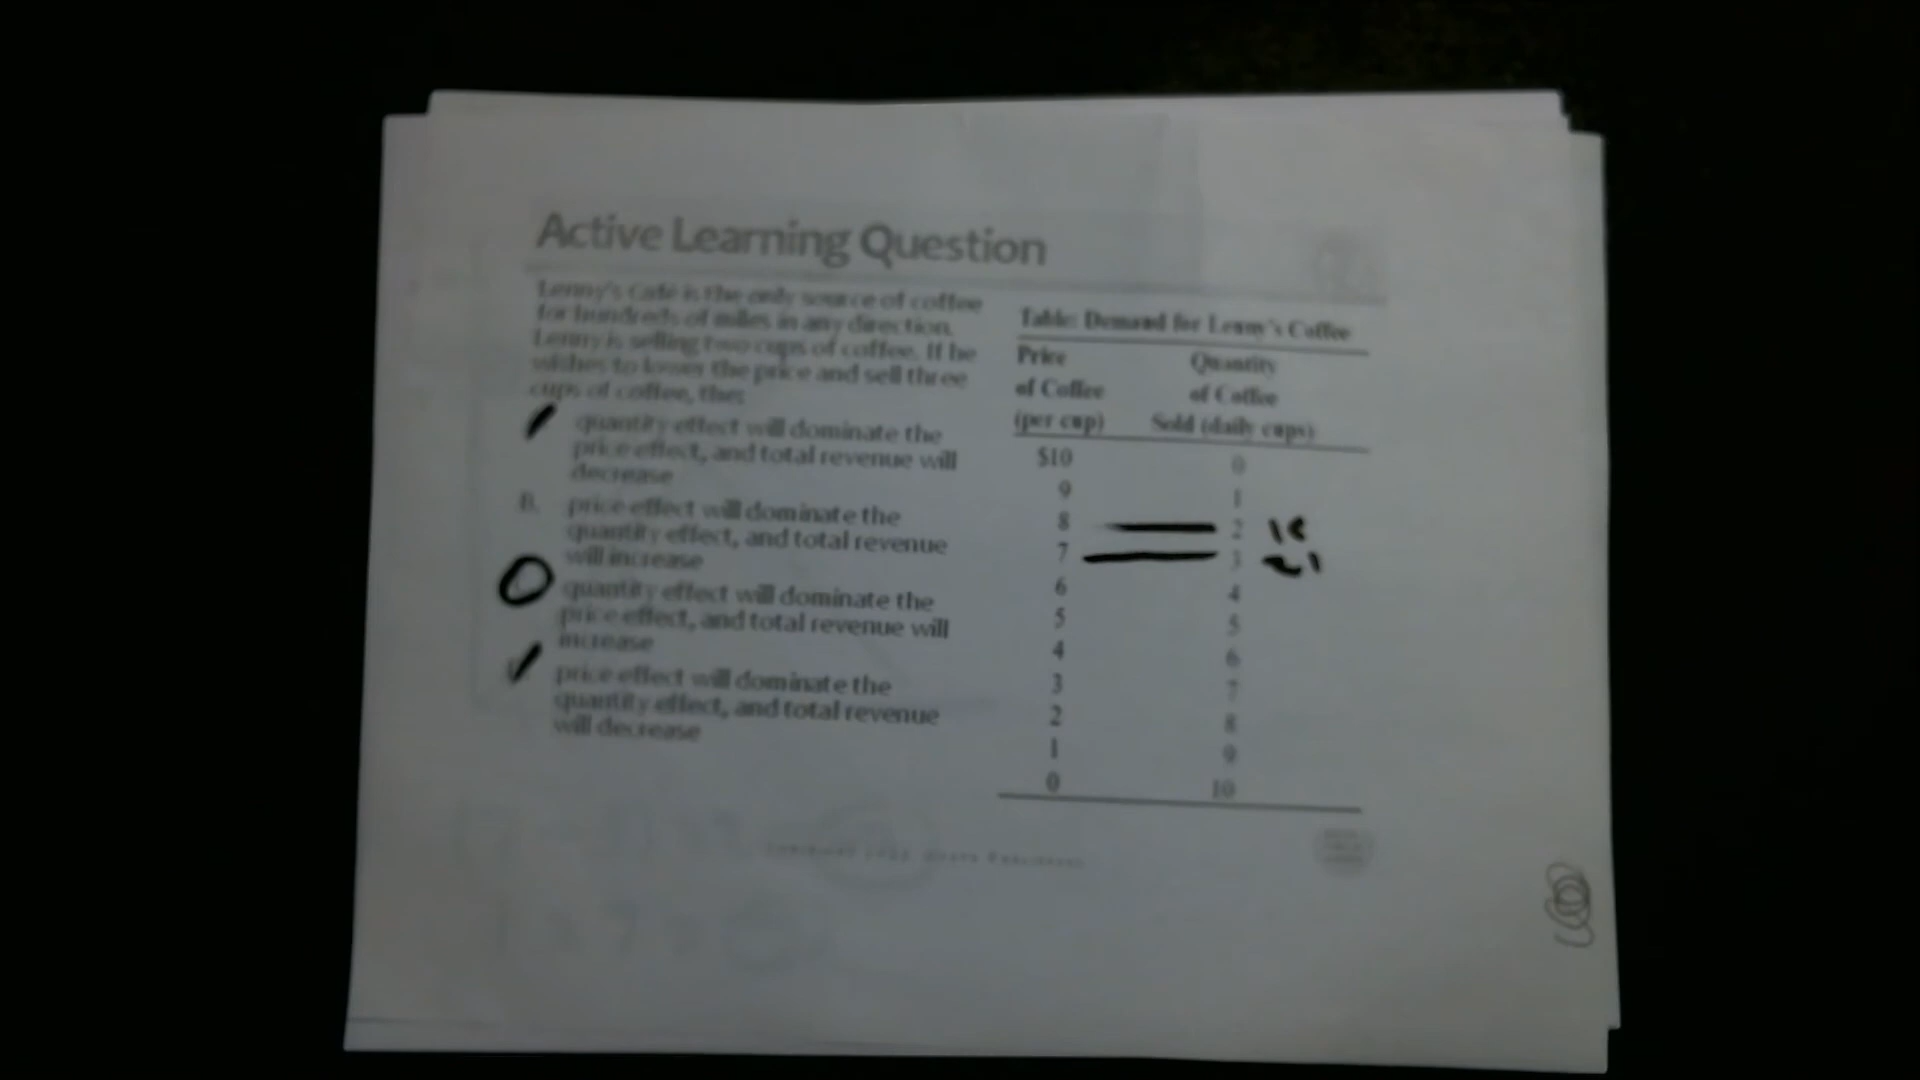 Active Learning Question
Lenny's Café is the only source of coffee
for hundreds of miles in any direction.
Lenny is selling two cups of coffee. If he
wishes to lower the price and sell three
cups of coffee, the:
quantity effect will dominate the
price effect, and total revenue will
decrease
B. price effect will dominate the
quantity effect, and total revenue
will increase
quantity effect will dominate the
price effect, and total revenue will
increase
price effect will dominate the
quantity effect, and total revenue
will decrease
Table: Demand for Lenny's Coffee
Price Quantity
of Coffee of Coffee
(per cup) Sold (daily cups)
$10 0
9 1
8 2
7 3 21
6 4
5 5
4 6
3 7
2 8
1 9
0 10